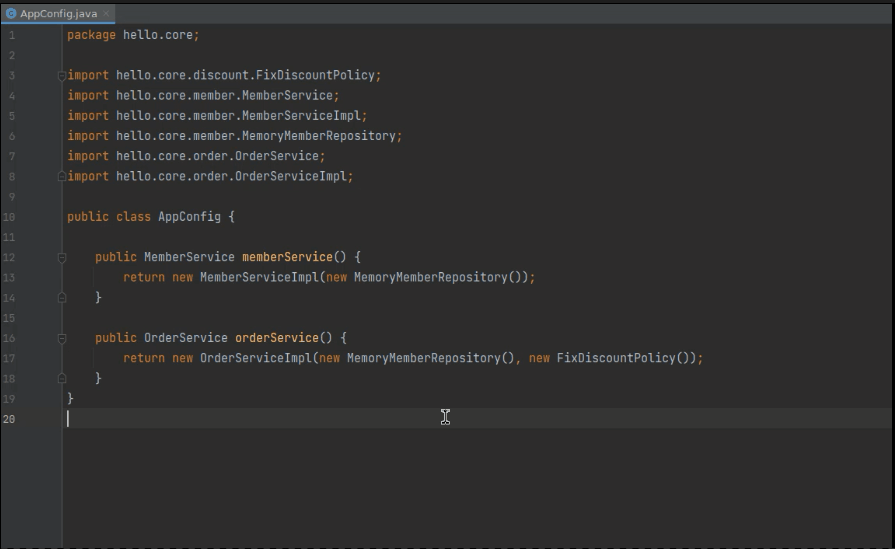 AppConfig.java
1 package hello.core;
2
3 import hello.core.discount.FixDiscountPolicy;
4 import hello.core.member.MemberService;
5 import hello.core.member.MemberServiceImpl;
6 import hello.core.member.MemoryMemberRepository;
7 import hello.core.order.OrderService;
8 import hello.core.order.OrderServiceImpl;
9
10 public class AppConfig {
11
12     public MemberService memberService() {
13         return new MemberServiceImpl(new MemoryMemberRepository());
14     }
15
16     public OrderService orderService() {
17         return new OrderServiceImpl(new MemoryMemberRepository(), new FixDiscountPolicy());
18     }
19 }
20